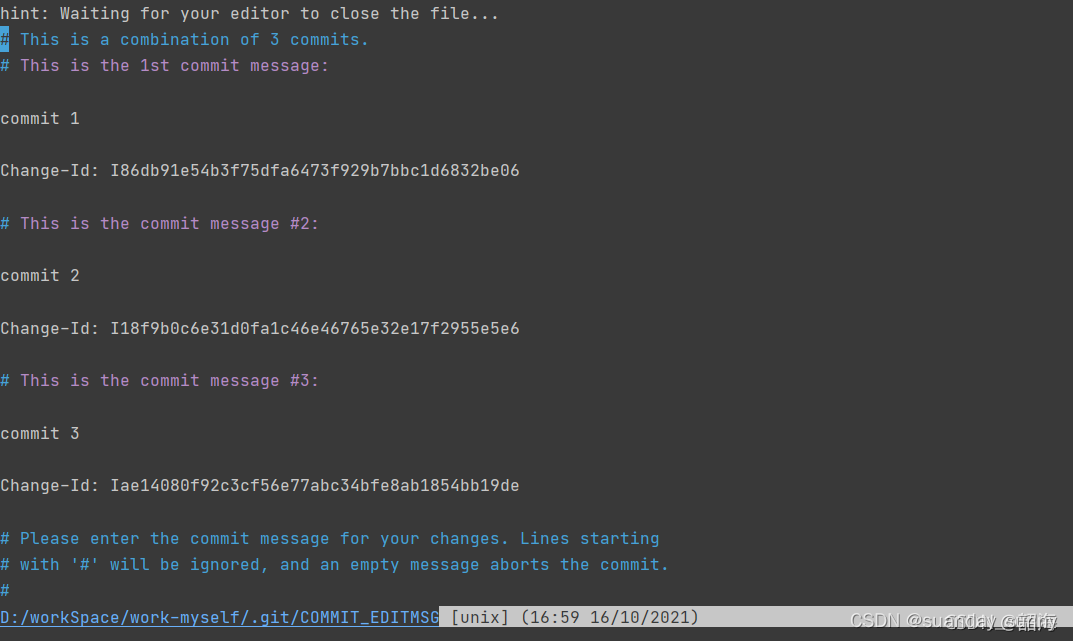 hint: Waiting for your editor to close the file...
# This is a combination of 3 commits.
# This is the 1st commit message:
commit 1
Change-Id: I86db91e54b3f75dfa6473f929b7bbc1d6832be06
# This is the commit message #2:
commit 2
Change-Id: I18f9b0c6e31d0fa1c46e46765e32e17f2955e5e6
# This is the commit message #3:
commit 3
Change-Id: Iae14080f92c3cf56e77abc34bfe8ab1854bb19de
# Please enter the commit message for your changes. Lines starting
# with '#' will be ignored, and an empty message aborts the commit.
#
D:/workSpace/work-myself/.git/COMMIT_EDITMSG [unix] (16:59 16/10/2021)
CSDN